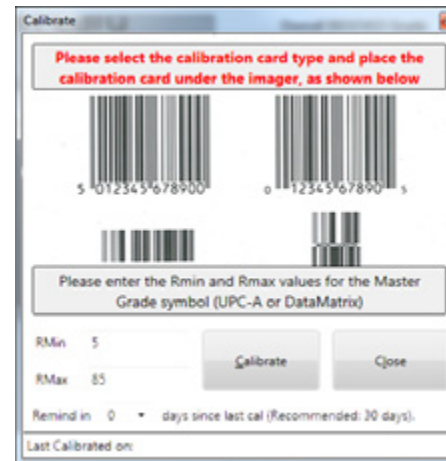 Calibrate
Please select the calibration card type and place the
calibration card under the imager, as shown below
5 012345 678900
0 12345 67890 5
Please enter the Rmin and Rmax values for the Master
Grade symbol (UPC-A or DataMatrix)
RMin 5
RMax 85
Calibrate Close
Remind in 0 days since last cal (Recommended: 30 days).
Last Calibrated on: